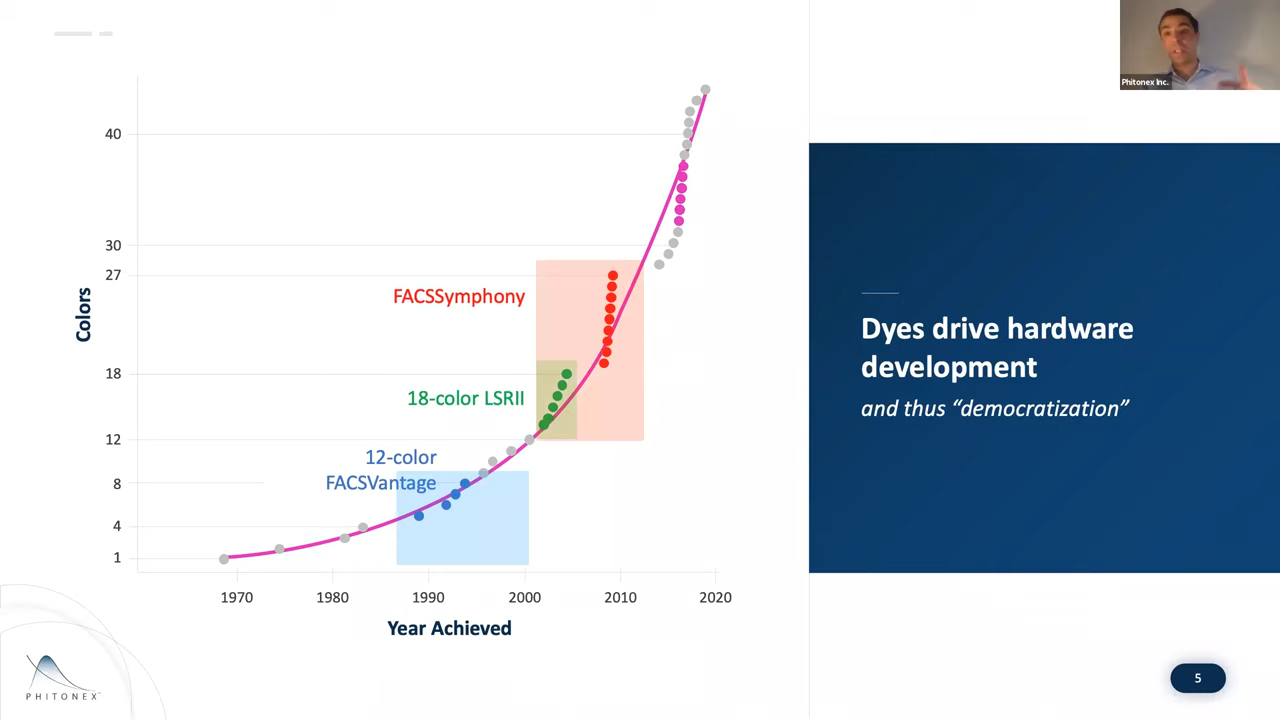 Phitonex Inc.
40
30
27
18
12
8
4
1
Colors
FACSSymphony
18-color LSRII
12-color
FACSVantage
1970
1980
1990
2000
2010
2020
Year Achieved
Dyes drive hardware
development
and thus “democratization”
PHITONEX
5